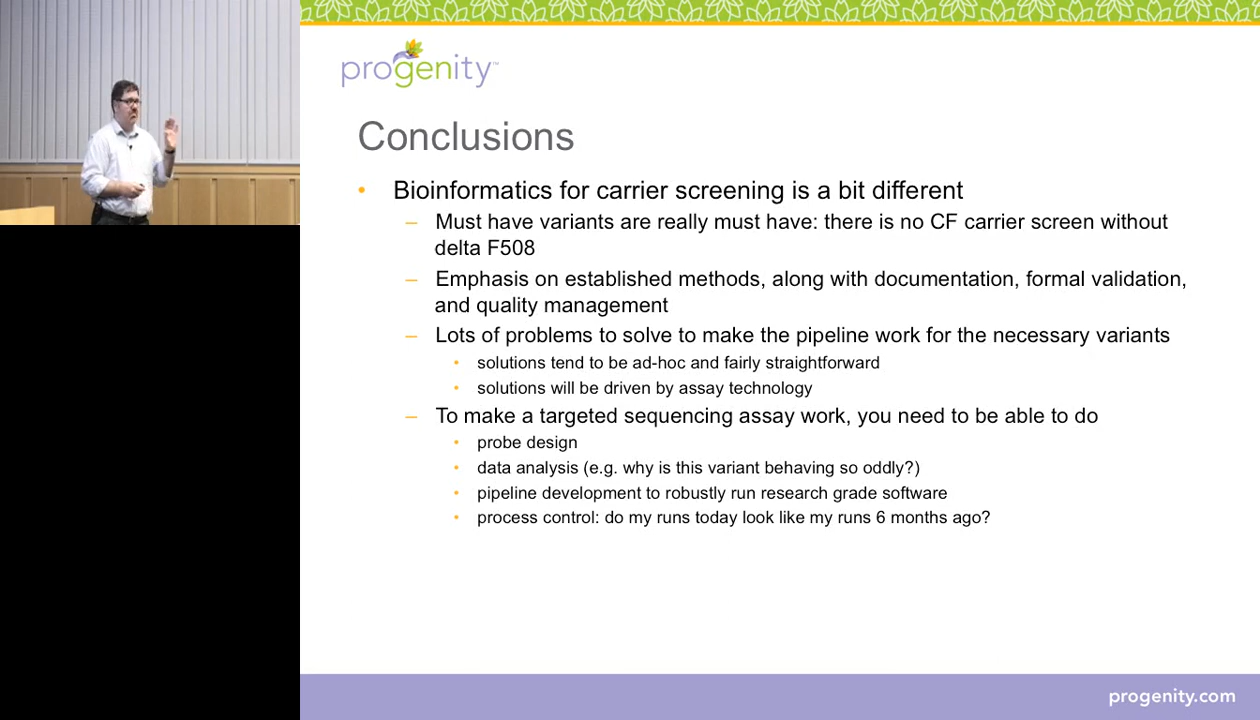 progenity™
Conclusions
• Bioinformatics for carrier screening is a bit different
– Must have variants are really must have: there is no CF carrier screen without
delta F508
– Emphasis on established methods, along with documentation, formal validation,
and quality management
– Lots of problems to solve to make the pipeline work for the necessary variants
• solutions tend to be ad-hoc and fairly straightforward
• solutions will be driven by assay technology
– To make a targeted sequencing assay work, you need to be able to do
• probe design
• data analysis (e.g. why is this variant behaving so oddly?)
• pipeline development to robustly run research grade software
• process control: do my runs today look like my runs 6 months ago?
progenity.com